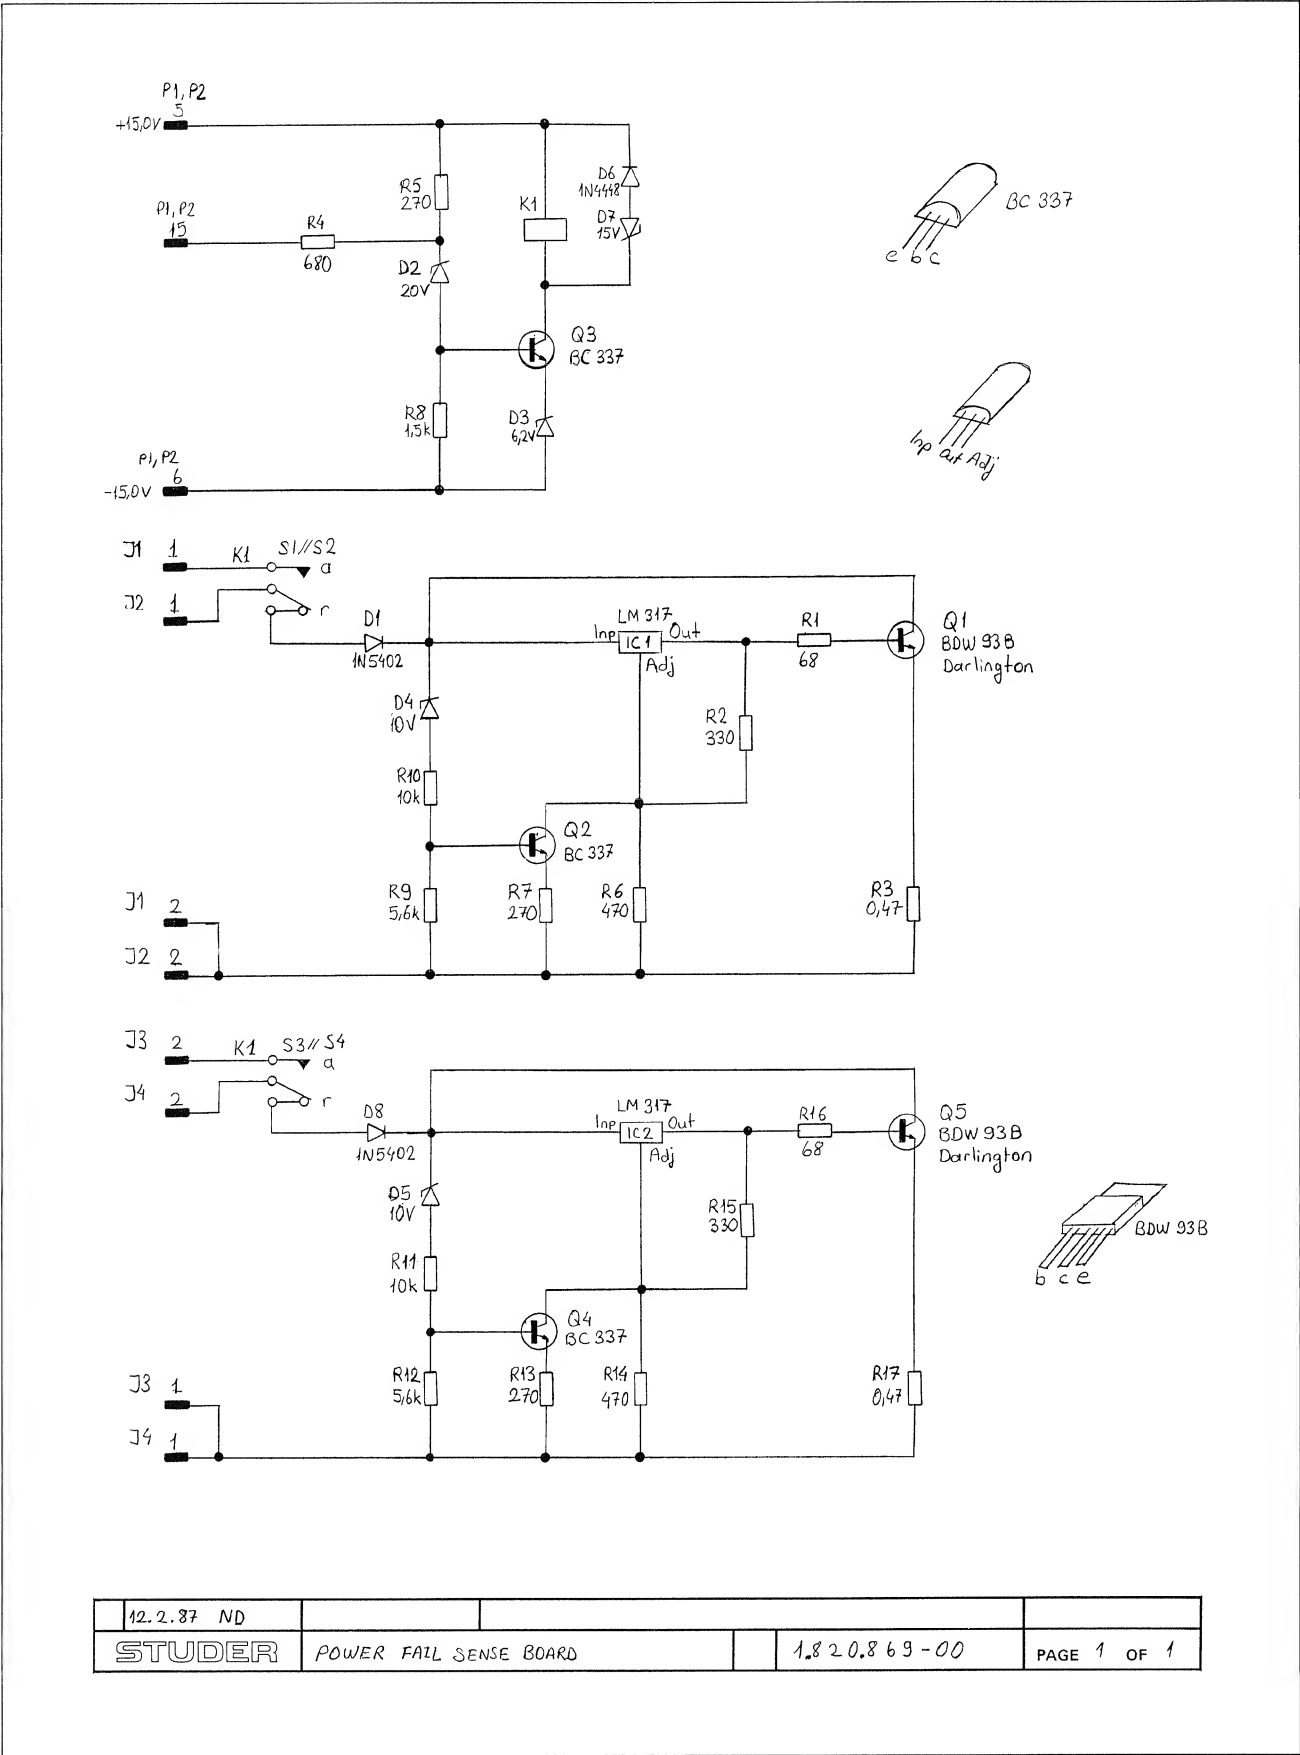 P1, P2
5
+15,0V
R5
270
D6
1N4448
K1
D7
15V
P1, P2
15
R4
680
D2
20V
Q3
BC 337
R8
1,5k
D3
6,2V
P1, P2
6
-15,0V
BC 337
e b c
Inp Out Adj
J1 1
K1 S1//S2
a
J2 1
r
D1
1N5402
LM 317
Inp IC1 Out
Adj
R1
68
Q1
BDW 93B
Darlington
D4
10V
R2
330
R10
10k
Q2
BC 337
R9
5,6k
R7
270
R6
470
R3
0,47
J1 2
J2 2
J3 2
K1 S3//S4
a
J4 2
r
D8
1N5402
LM 317
Inp IC2 Out
Adj
R16
68
Q5
BDW 93B
Darlington
D5
10V
R15
330
R11
10k
Q4
BC 337
R12
5,6k
R13
270
R14
470
R17
0,47
J3 1
J4 1
BDW 93B
b c e
12.2.87 ND
STUDER
POWER FAIL SENSE BOARD
1.820.869-00
PAGE 1 OF 1